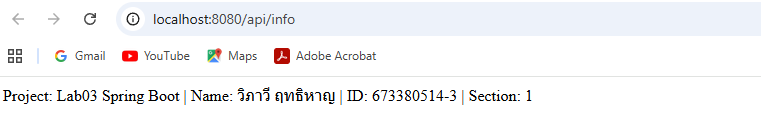 localhost:8080/api/info
Gmail YouTube Maps Adobe Acrobat
Project: Lab03 Spring Boot | Name: วิภาวี ฤทธิหาญ | ID: 673380514-3 | Section: 1